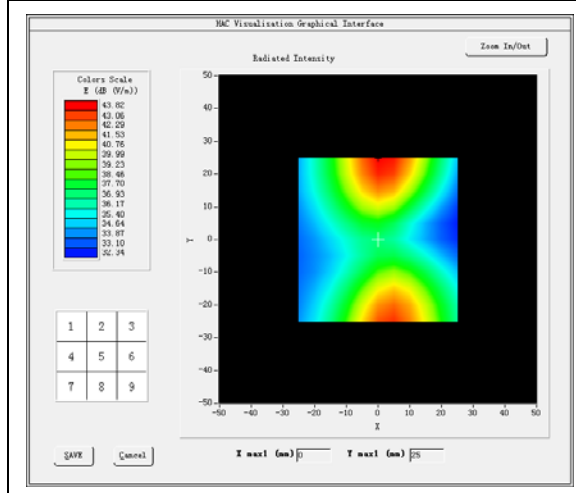 HAC Visualisation Graphical Interface
Zoom In/Out
Radiated Intensity
Colors Scale
E (dB (V/m))
43.82
43.06
42.29
41.53
40.76
39.99
39.23
38.46
37.70
36.93
36.17
35.40
34.64
33.87
33.10
32.34
50
40
30
20
10
0
-10
-20
-30
-40
-50
Y
-50 -40 -30 -20 -10 0 10 20 30 40 50
X
1 2 3
4 5 6
7 8 9
SAVE
Cancel
X max1 (mm) 0
Y max1 (mm) 25